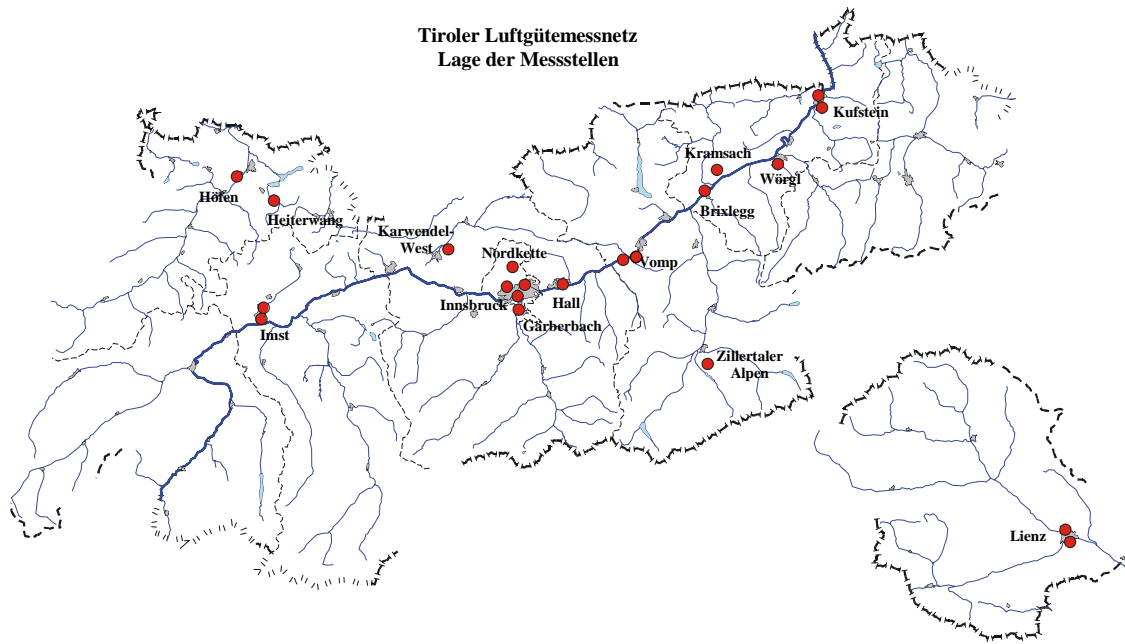 Tiroler Luftgütemessnetz
Lage der Messstellen
Kufstein
Kramsach
Wörgl
Höfen
Brixlegg
Heiterwang
Karwendel-
West
Nordkette
Vomp
Innsbruck
Hall
Gärberbach
Imst
Zillertaler
Alpen
Lienz